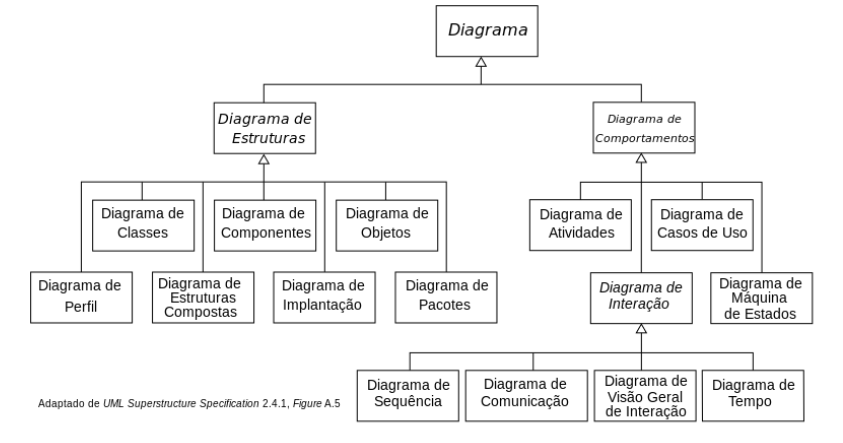 Diagrama
Diagrama de
Estruturas
Diagrama de
Comportamentos
Diagrama de
Classes
Diagrama de
Componentes
Diagrama de
Objetos
Diagrama de
Atividades
Diagrama de
Casos de Uso
Diagrama de
Perfil
Diagrama de
Estruturas
Compostas
Diagrama de
Implantação
Diagrama de
Pacotes
Diagrama de
Interação
Diagrama de
Máquina
de Estados
Diagrama de
Sequência
Diagrama de
Comunicação
Diagrama de
Visão Geral
de Interação
Diagrama de
Tempo
Adaptado de UML Superstructure Specification 2.4.1, Figure A.5